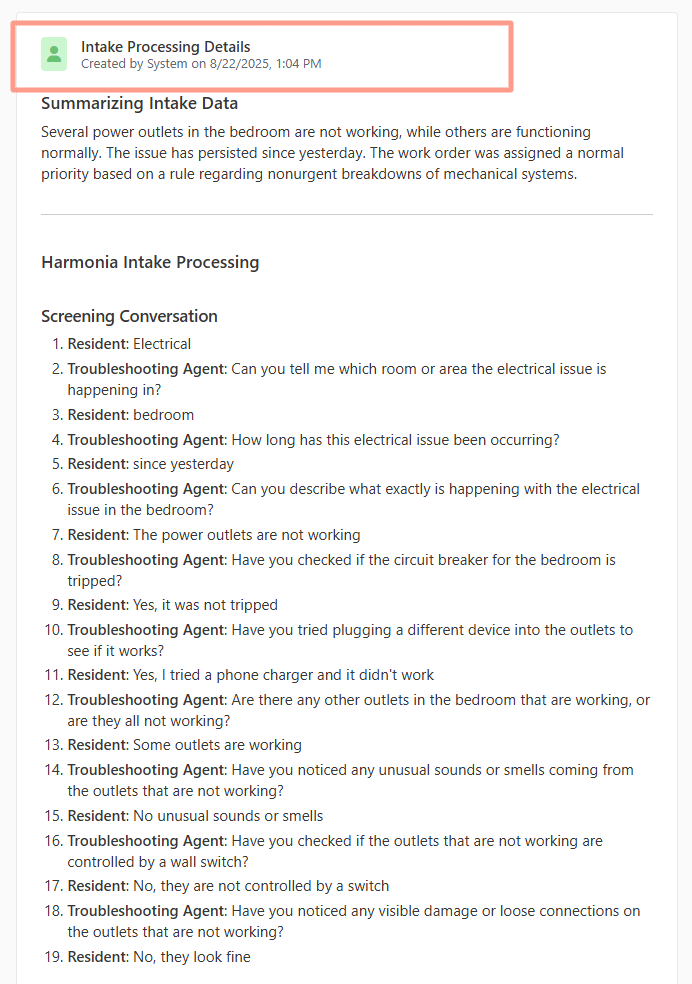 Intake Processing Details
Created by System on 8/22/2025, 1:04 PM
Summarizing Intake Data
Several power outlets in the bedroom are not working, while others are functioning
normally. The issue has persisted since yesterday. The work order was assigned a normal
priority based on a rule regarding nonurgent breakdowns of mechanical systems.
Harmonia Intake Processing
Screening Conversation
1. Resident: Electrical
2. Troubleshooting Agent: Can you tell me which room or area the electrical issue is
happening in?
3. Resident: bedroom
4. Troubleshooting Agent: How long has this electrical issue been occurring?
5. Resident: since yesterday
6. Troubleshooting Agent: Can you describe what exactly is happening with the electrical
issue in the bedroom?
7. Resident: The power outlets are not working
8. Troubleshooting Agent: Have you checked if the circuit breaker for the bedroom is
tripped?
9. Resident: Yes, it was not tripped
10. Troubleshooting Agent: Have you tried plugging a different device into the outlets to
see if it works?
11. Resident: Yes, I tried a phone charger and it didn't work
12. Troubleshooting Agent: Are there any other outlets in the bedroom that are working, or
are they all not working?
13. Resident: Some outlets are working
14. Troubleshooting Agent: Have you noticed any unusual sounds or smells coming from
the outlets that are not working?
15. Resident: No unusual sounds or smells
16. Troubleshooting Agent: Have you checked if the outlets that are not working are
controlled by a wall switch?
17. Resident: No, they are not controlled by a switch
18. Troubleshooting Agent: Have you noticed any visible damage or loose connections on
the outlets that are not working?
19. Resident: No, they look fine